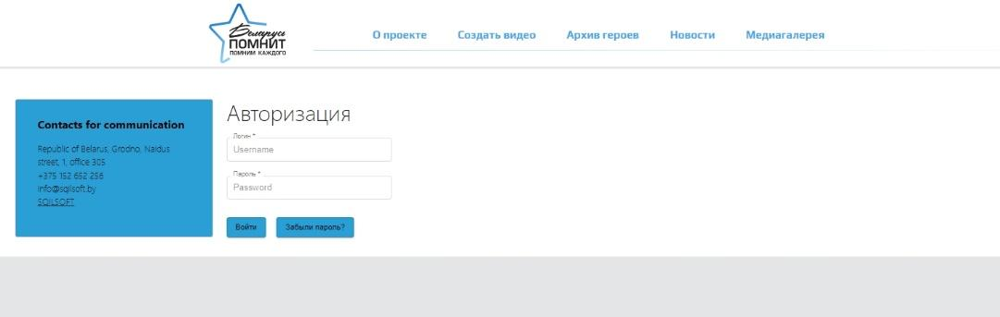 Беларусь
ПОМНИТ
ПОМНИМ КАЖДОГО
О проекте
Создать видео
Архив героев
Новости
Медиагалерея
Contacts for communication
Republic of Belarus, Grodno, Naidus
street, 1, office 305
+375 152 652 256
info@sqilsoft.by
SQILSOFT
Авторизация
Логин *
Username
Пароль *
Password
Войти
Забыли пароль?